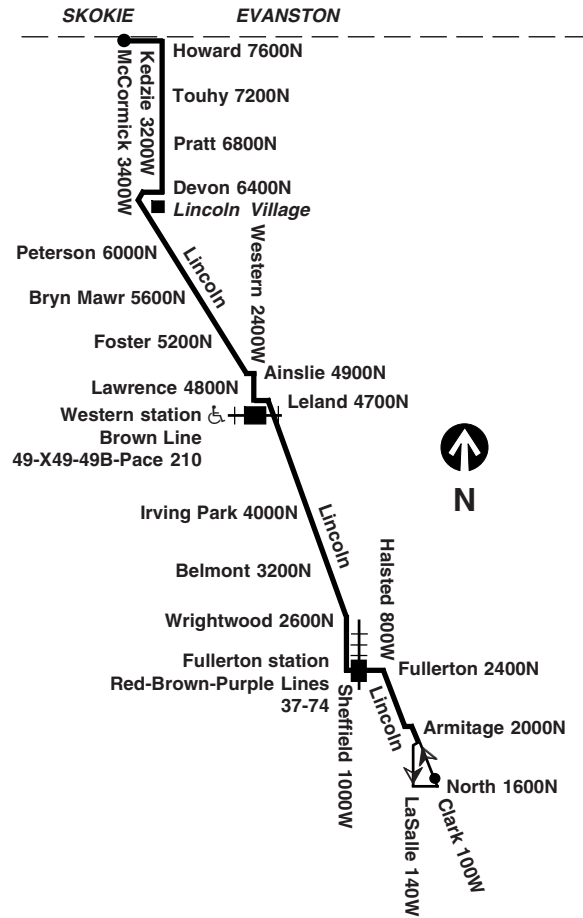 SKOKIE
EVANSTON
Howard 7600N
Kedzie 3200W
McCormick 3400W
Touhy 7200N
Pratt 6800N
Devon 6400N
Lincoln Village
Peterson 6000N
Lincoln
Western 2400W
Bryn Mawr 5600N
Foster 5200N
Ainslie 4900N
Lawrence 4800N
Leland 4700N
Western station
Brown Line
49-X49-49B-Pace 210
N
Irving Park 4000N
Lincoln
Belmont 3200N
Halsted 800W
Wrightwood 2600N
Fullerton station
Red-Brown-Purple Lines
37-74
Fullerton 2400N
Sheffield 1000W
Lincoln
Armitage 2000N
North 1600N
LaSalle 140W
Clark 100W